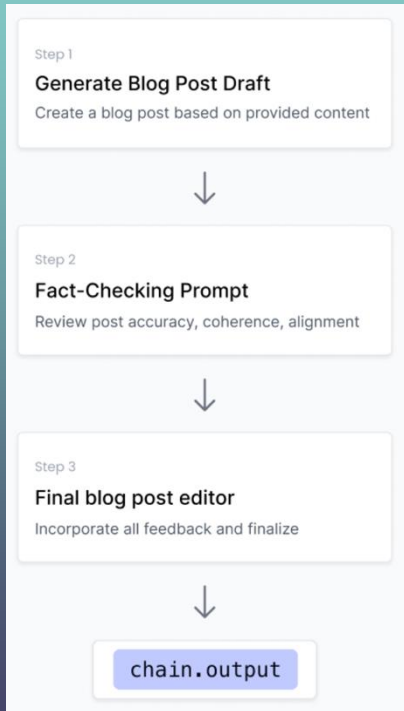 Step 1
Generate Blog Post Draft
Create a blog post based on provided content
Step 2
Fact-Checking Prompt
Review post accuracy, coherence, alignment
Step 3
Final blog post editor
Incorporate all feedback and finalize
chain.output